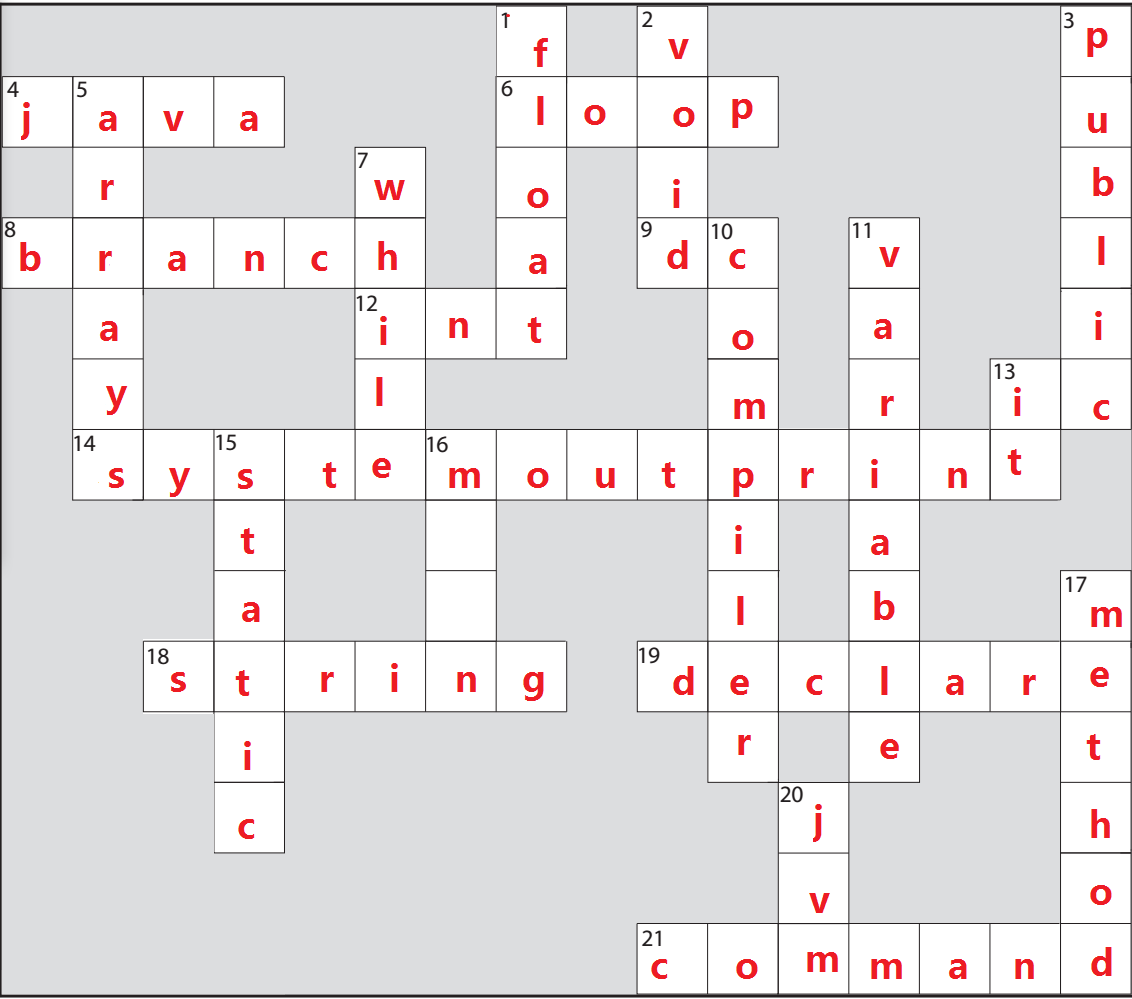 1 f 2 v 3 p
4 j 5 a v a 6 l o o p u
r 7 w o i b
8 b r a n c h a 9 d 10 c 11 v l
a 12 i n t o a i
y l m r 13 i c
14 s y 15 s t e 16 m o u t p r i n t
t i a
a l b 17 m
18 s t r i n g 19 d e c l a r e
i r e t
c 20 j h
v o
21 c o m m a n d